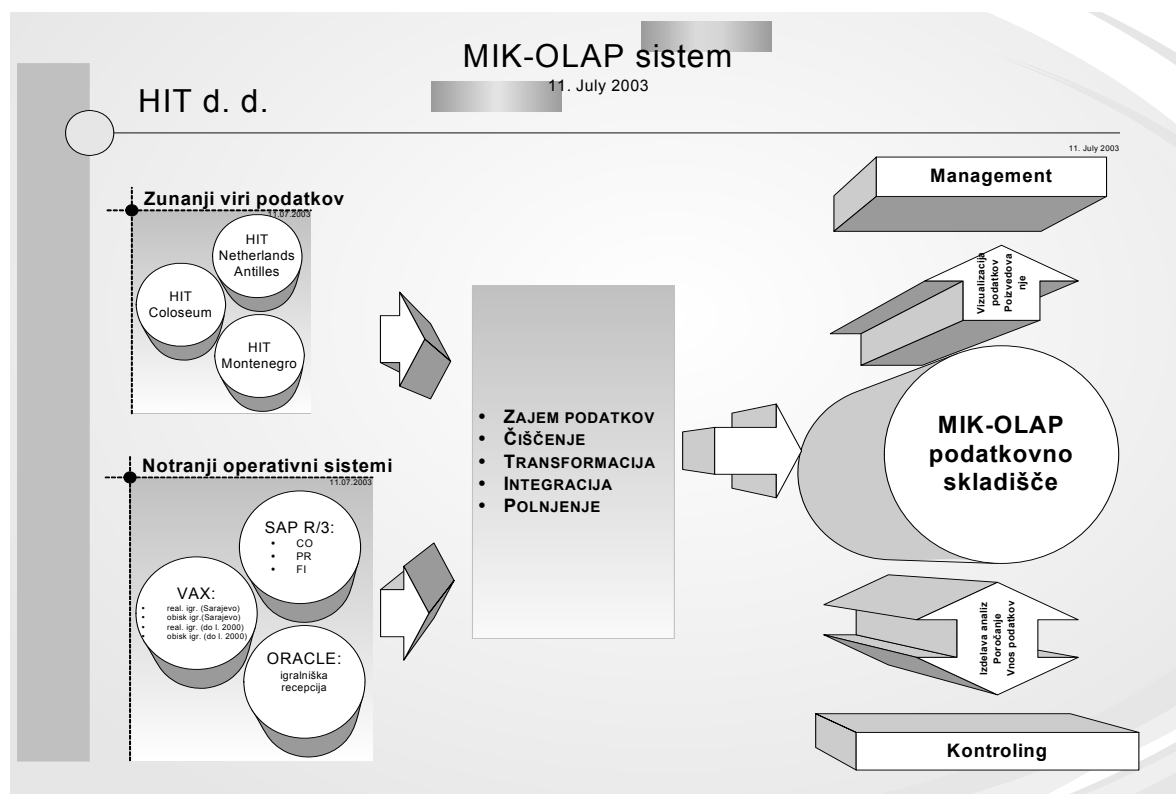 MIK-OLAP sistem
11. July 2003
HIT d. d.
11. July 2003
Zunanji viri podatkov
11.07.2003
HIT
Netherlands
Antilles
HIT
Coloseum
HIT
Montenegro
Notranji operativni sistemi
11.07.2003
SAP R/3:
• CO
• PR
• FI
VAX:
• real. igr. (Sarajevo)
• obisk igr.(Sarajevo)
• real. igr. (do l. 2000)
• obisk igr. (do l. 2000)
ORACLE:
igralniška
recepcija
• ZAJEM PODATKOV
• ČIŠČENJE
• TRANSFORMACIJA
• INTEGRACIJA
• POLNJENJE
Management
Vizualizacija
podatkov
Poizvedova
nje
MIK-OLAP
podatkovno
skladišče
Izdelava analiz
Poročanje
Vnos podatkov
Kontroling